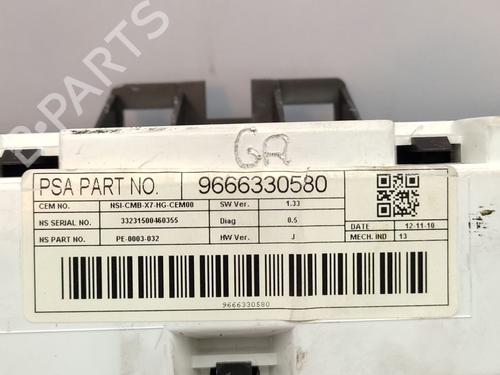 B-PARTS
GA
PSA PART NO. 9666330580
CEM NO. NSI-CMB-X7-HG-CEM00 SW Ver. 1.33
NS SERIAL NO. 33231500460355 Diag 0.5 DATE 12-11-10
NS PART NO. PE-0003-032 HW Ver. J MECH. IND 13
9666330580